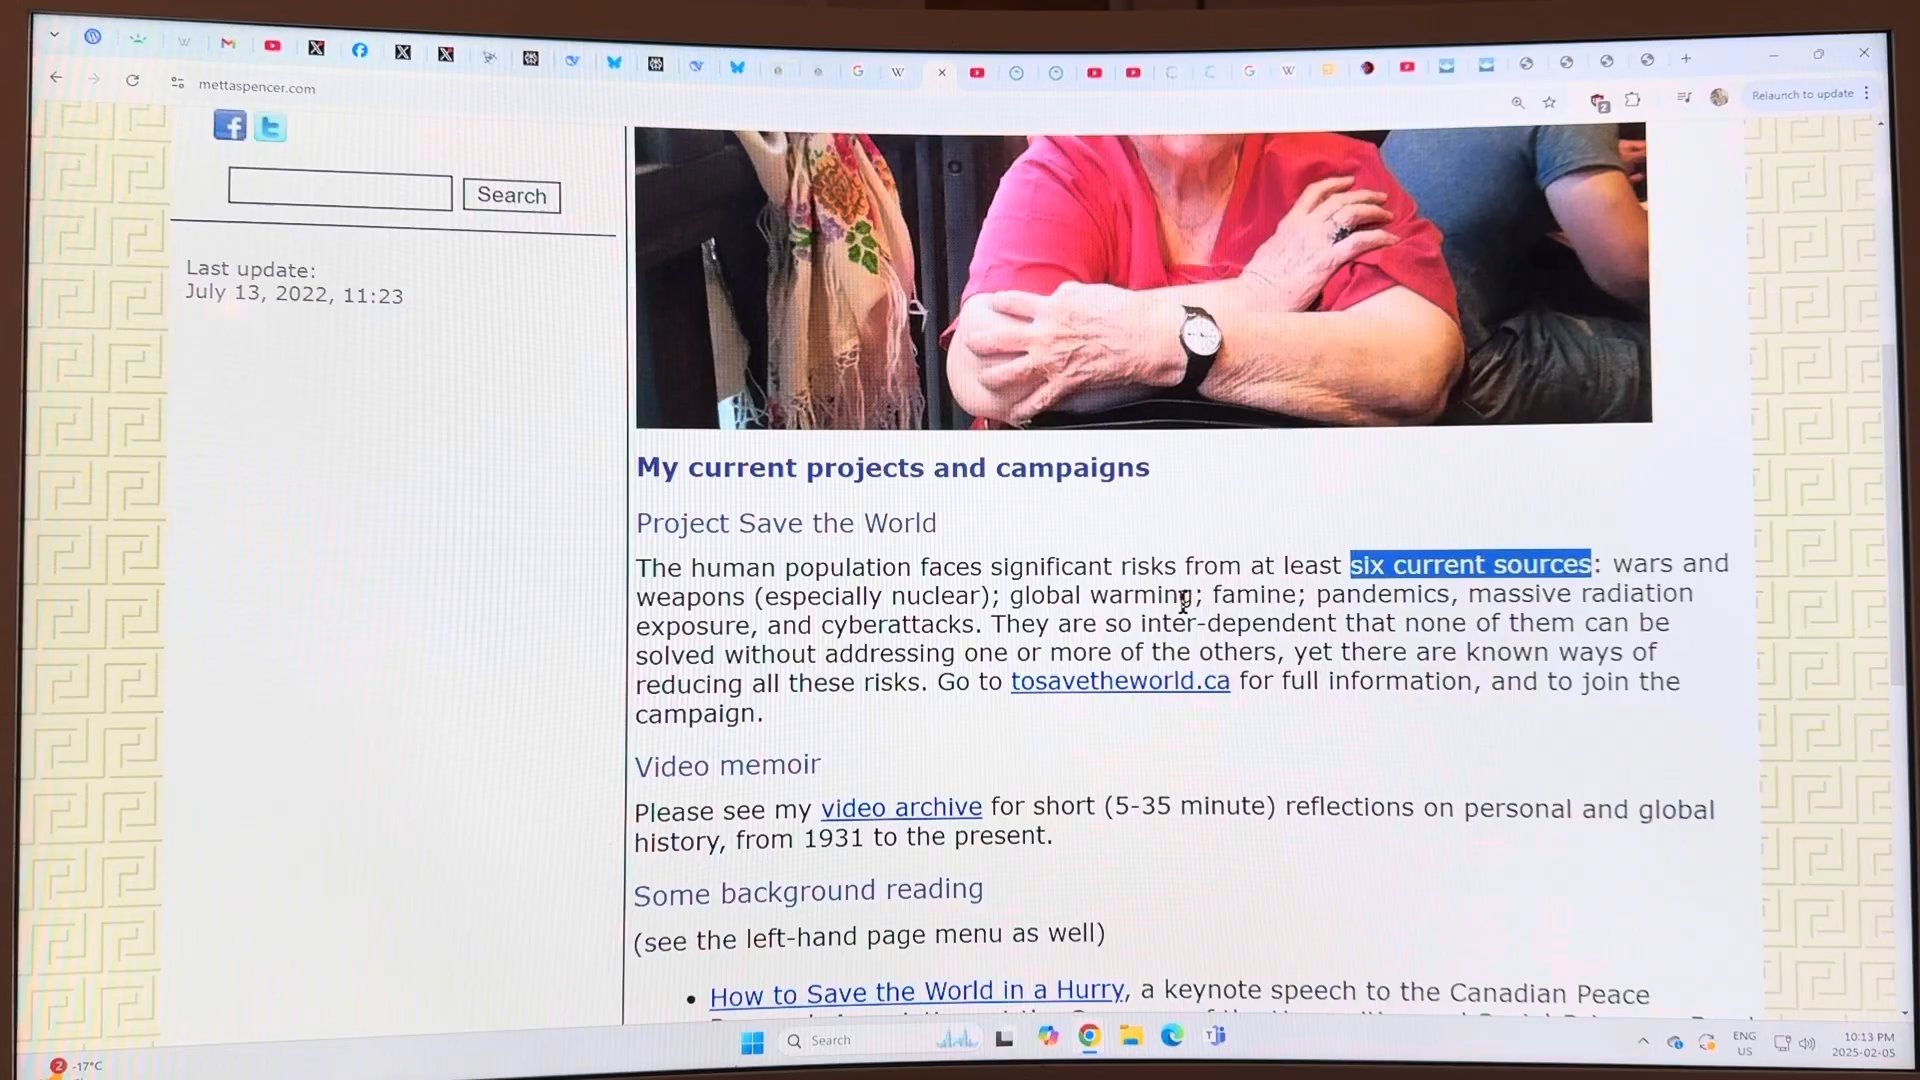 mettaspencer.com
Relaunch to update
2
Search
Last update:
July 13, 2022, 11:23
My current projects and campaigns
Project Save the World
The human population faces significant risks from at least six current sources: wars and
weapons (especially nuclear); global warming; famine; pandemics, massive radiation
exposure, and cyberattacks. They are so inter-dependent that none of them can be
solved without addressing one or more of the others, yet there are known ways of
reducing all these risks. Go to tosavetheworld.ca for full information, and to join the
campaign.
Video memoir
Please see my video archive for short (5-35 minute) reflections on personal and global
history, from 1931 to the present.
Some background reading
(see the left-hand page menu as well)
How to Save the World in a Hurry, a keynote speech to the Canadian Peace
Search
ENG
US
10:13 PM
2025-02-05
2
-17°C